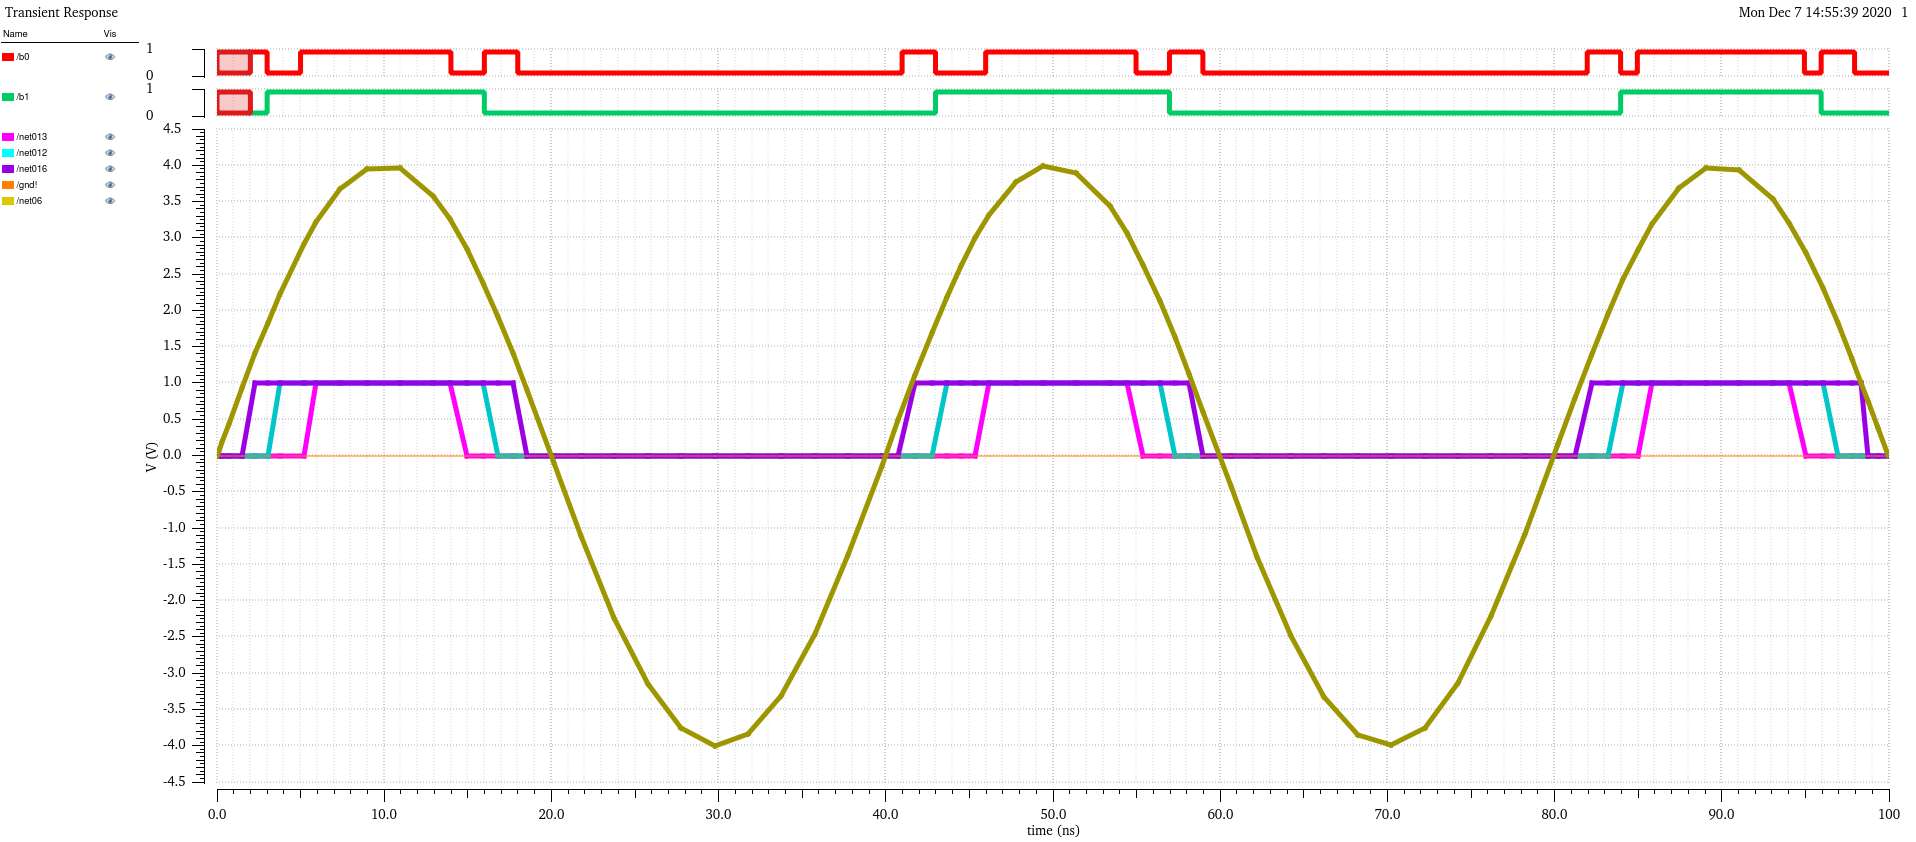 Transient Response
Mon Dec 7 14:55:39 2020 1
Name Vis
/b0
/b1
/net013
/net012
/net016
/gnd!
/net06
1
0
1
0
4.5
4.0
3.5
3.0
2.5
2.0
1.5
1.0
0.5
0.0
-0.5
-1.0
-1.5
-2.0
-2.5
-3.0
-3.5
-4.0
-4.5
V (V)
0.0 10.0 20.0 30.0 40.0 50.0 60.0 70.0 80.0 90.0 100
time (ns)